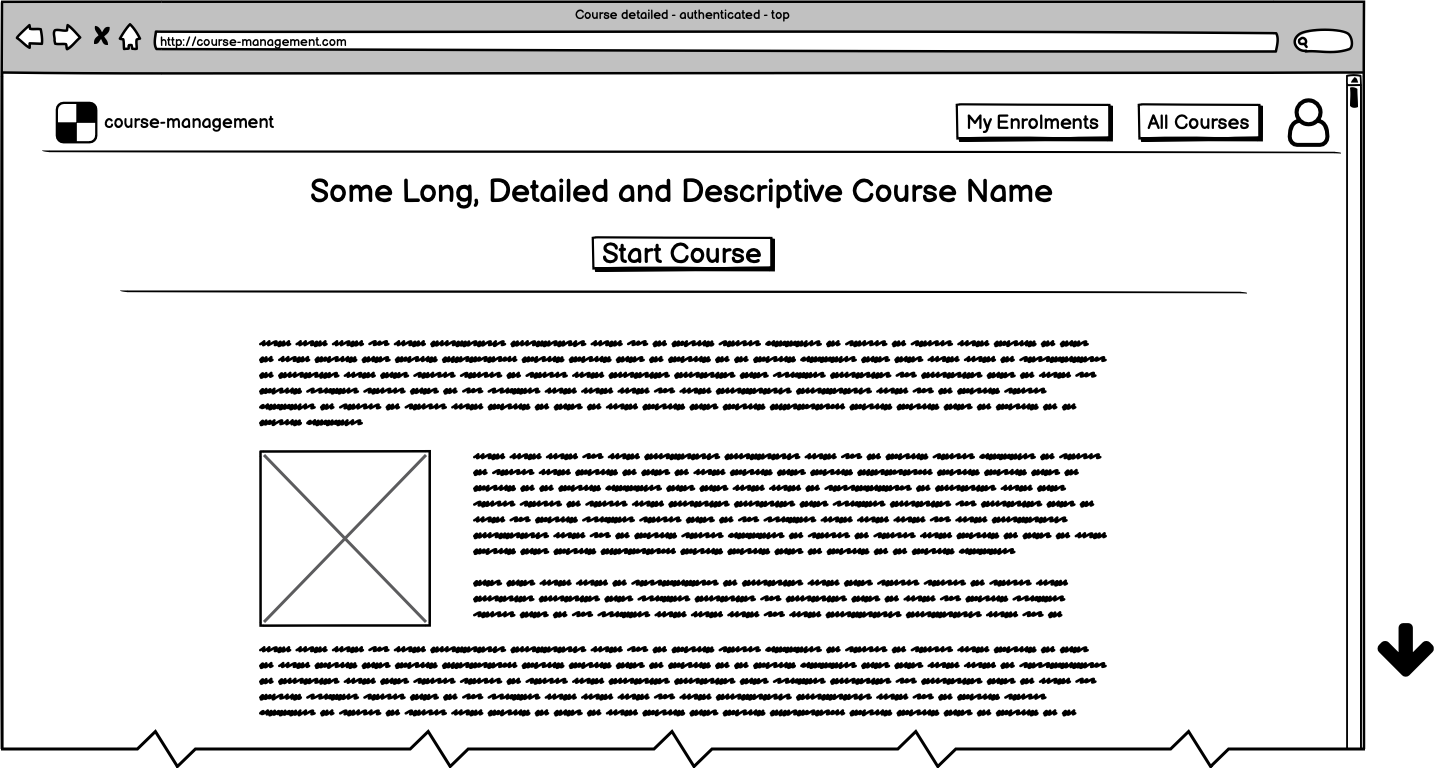 Course detailed - authenticated - top
http://course-management.com
course-management
My Enrolments
All Courses
Some Long, Detailed and Descriptive Course Name
Start Course